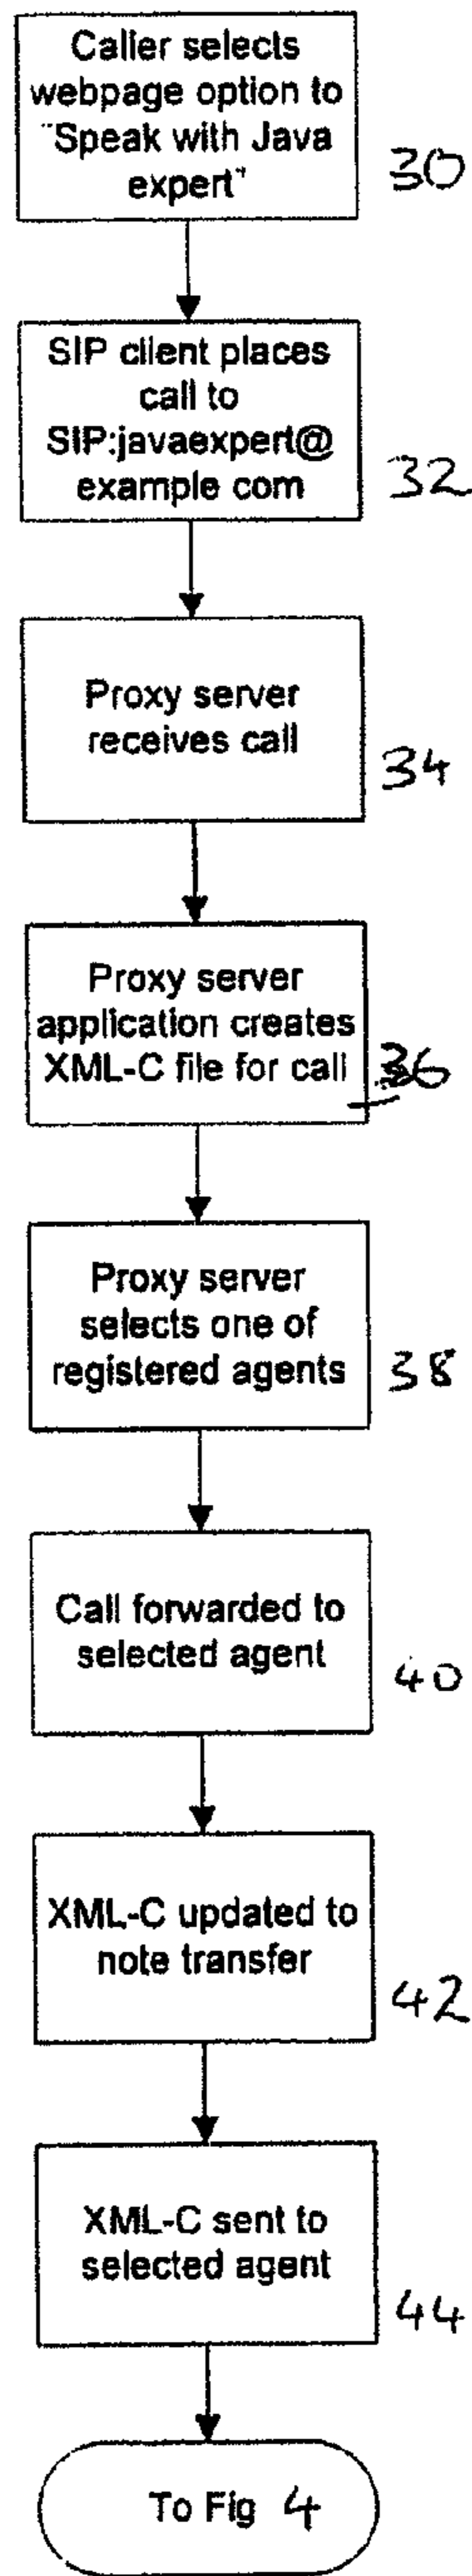 Caller selects
webpage option to
"Speak with Java
expert"
30
SIP client places
call to
SIP:javaexpert@
example com
32
Proxy server
receives call
34
Proxy server
application creates
XML-C file for call
36
Proxy server
selects one of
registered agents
38
Call forwarded to
selected agent
40
XML-C updated to
note transfer
42
XML-C sent to
selected agent
44
To Fig 4